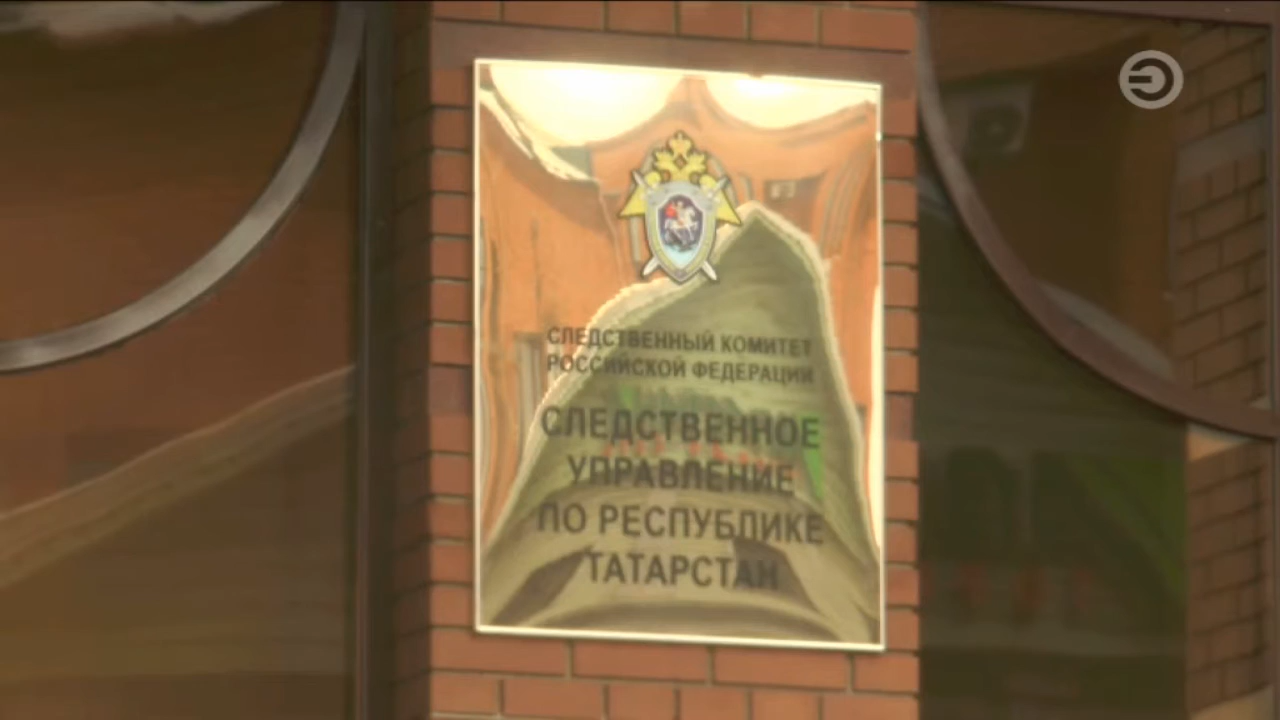 СЛЕДСТВЕННЫЙ КОМИТЕТ
РОССИЙСКОЙ ФЕДЕРАЦИИ
СЛЕДСТВЕННОЕ
УПРАВЛЕНИЕ
ПО РЕСПУБЛИКЕ
ТАТАРСТАН